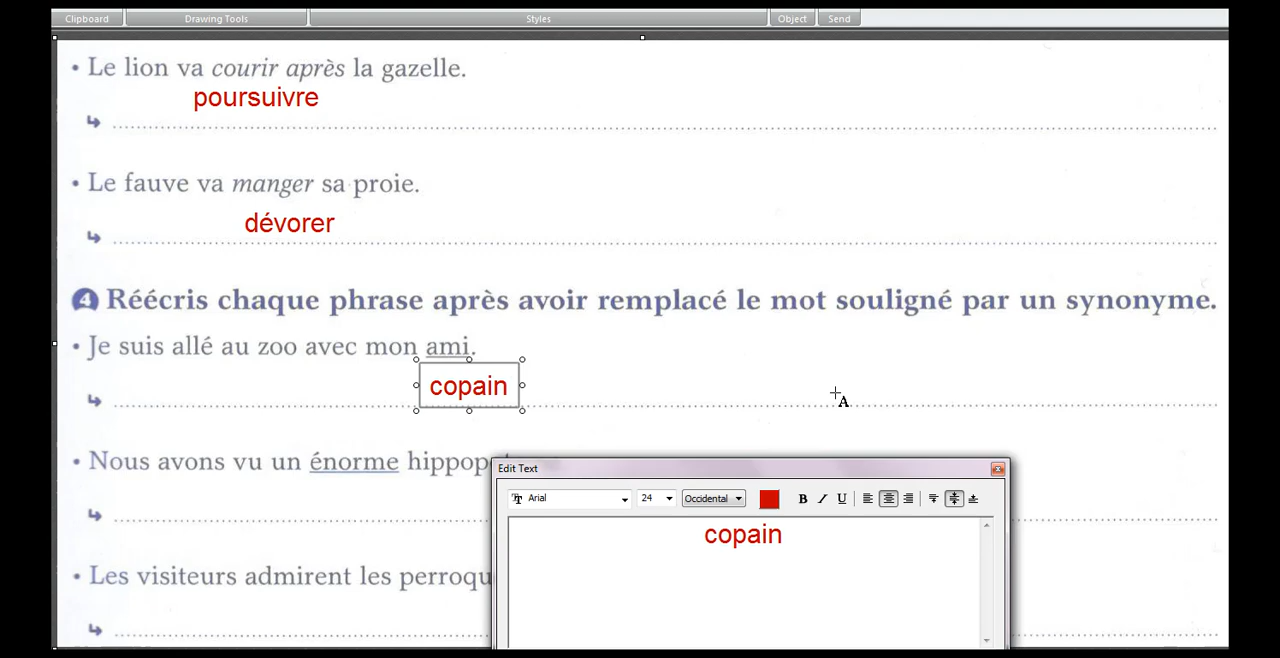 Clipboard Drawing Tools Styles Object Send
• Le lion va courir après la gazelle.
poursuivre
• Le fauve va manger sa proie.
dévorer
4 Réécris chaque phrase après avoir remplacé le mot souligné par un synonyme.
• Je suis allé au zoo avec mon ami.
copain
A
• Nous avons vu un énorme hippop
Edit Text
Arial 24 Occidental B I U
copain
• Les visiteurs admirent les perroqu